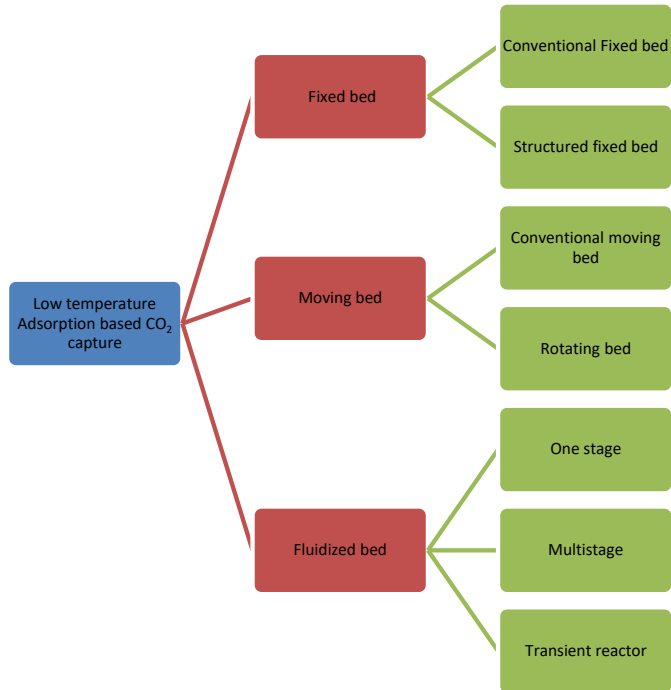 Conventional Fixed bed
Fixed bed
Structured fixed bed
Conventional moving
bed
Low temperature
Adsorption based CO₂
capture
Moving bed
Rotating bed
One stage
Fluidized bed
Multistage
Transient reactor